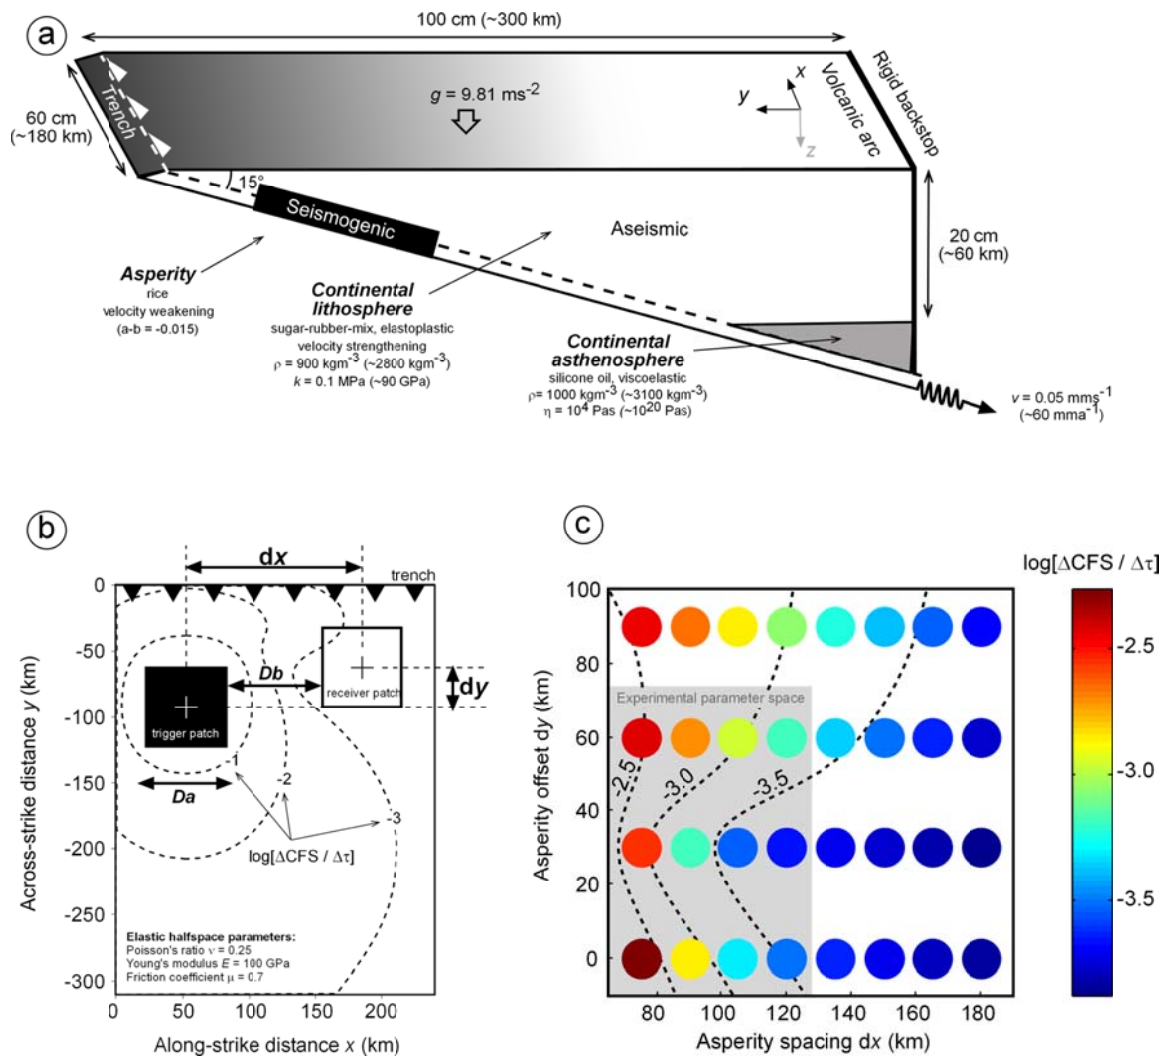 a
100 cm (~300 km)
60 cm
(~180 km)
Trench
g = 9.81 ms-2
x
y
z
Volcanic arc
Rigid backstop
15°
Seismogenic
Aseismic
20 cm
(~60 km)
Asperity
rice
velocity weakening
(a-b = -0.015)
Continental
lithosphere
sugar-rubber-mix, elastoplastic
velocity strengthening
ρ = 900 kgm-3 (~2800 kgm-3)
k = 0.1 MPa (~90 GPa)
Continental
asthenosphere
silicone oil, viscoelastic
ρ= 1000 kgm-3 (~3100 kgm-3)
η = 10^4 Pas (~10^20 Pas)
v = 0.05 mms-1
(~60 mma-1)
b
dx
trench
0
-50
-100
-150
-200
-250
-300
Across-strike distance y (km)
Db
receiver patch
dy
trigger patch
Da
-1
-2
-3
log[ΔCFS / Δτ]
Elastic halfspace parameters:
Poisson's ratio ν = 0.25
Young's modulus E = 100 GPa
Friction coefficient μ = 0.7
0
50
100
150
200
Along-strike distance x (km)
c
log[ΔCFS / Δτ]
100
80
60
40
20
0
Asperity offset dy (km)
Experimental parameter space
-2.5
-3.0
-3.5
80
100
120
140
160
180
Asperity spacing dx (km)
-2.5
-3.0
-3.5